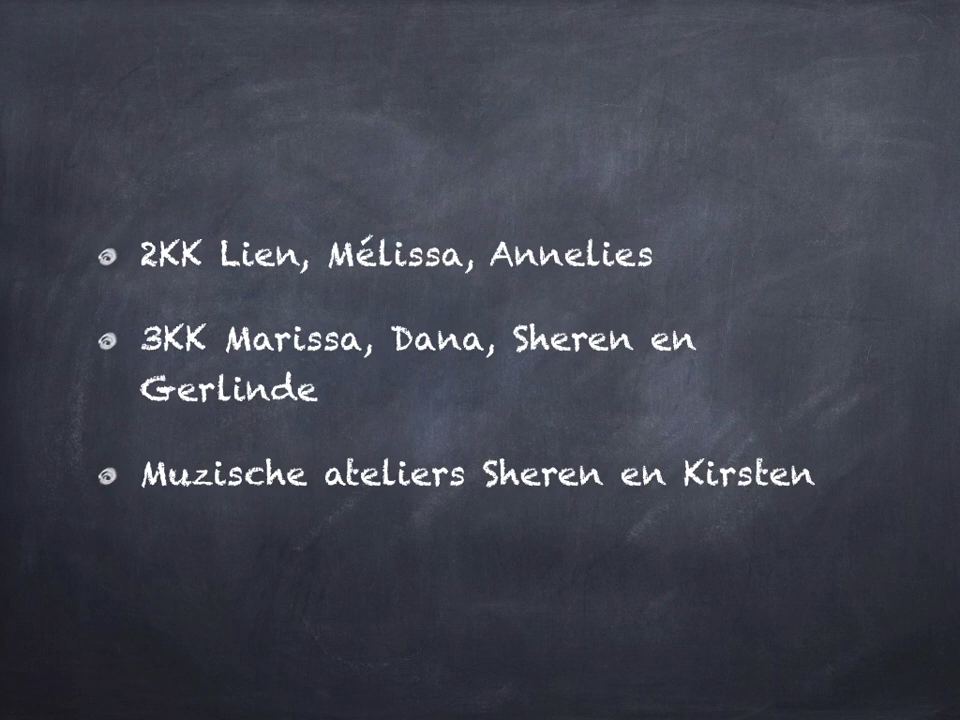 2KK Lien, Mélissa, Annelies
3KK Marissa, Dana, Sheren en
Gerlinde
Muzische ateliers Sheren en Kirsten